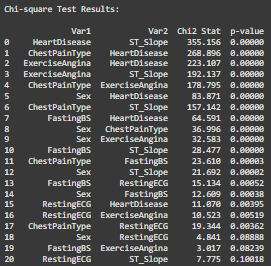 Chi-square Test Results:
Var1 Var2 Chi2 Stat p-value
0 HeartDisease ST_Slope 355.156 0.00000
1 ChestPainType HeartDisease 268.896 0.00000
2 ExerciseAngina HeartDisease 223.107 0.00000
3 ExerciseAngina ST_Slope 192.137 0.00000
4 ChestPainType ExerciseAngina 178.795 0.00000
5 Sex HeartDisease 83.871 0.00000
6 ChestPainType ST_Slope 157.142 0.00000
7 FastingBS HeartDisease 64.591 0.00000
8 Sex ChestPainType 36.996 0.00000
9 Sex ExerciseAngina 32.583 0.00000
10 FastingBS ST_Slope 28.477 0.00000
11 ChestPainType FastingBS 23.610 0.00003
12 Sex ST_Slope 21.692 0.00002
13 FastingBS RestingECG 15.134 0.00052
14 Sex FastingBS 12.609 0.00038
15 RestingECG HeartDisease 11.070 0.00395
16 RestingECG ExerciseAngina 10.523 0.00519
17 ChestPainType RestingECG 19.344 0.00362
18 Sex RestingECG 4.841 0.08888
19 FastingBS ExerciseAngina 3.017 0.08239
20 RestingECG ST_Slope 7.775 0.10018